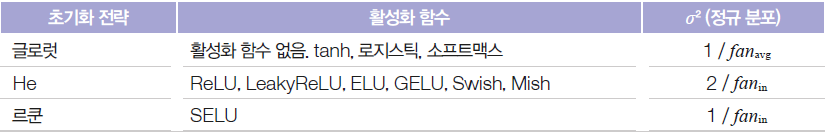 초기화 전략 활성화 함수 σ² (정규 분포)
글로럿 활성화 함수 없음. tanh, 로지스틱, 소프트맥스 1 / fanavg
He ReLU, LeakyReLU, ELU, GELU, Swish, Mish 2 / fanin
르쿤 SELU 1 / fanin